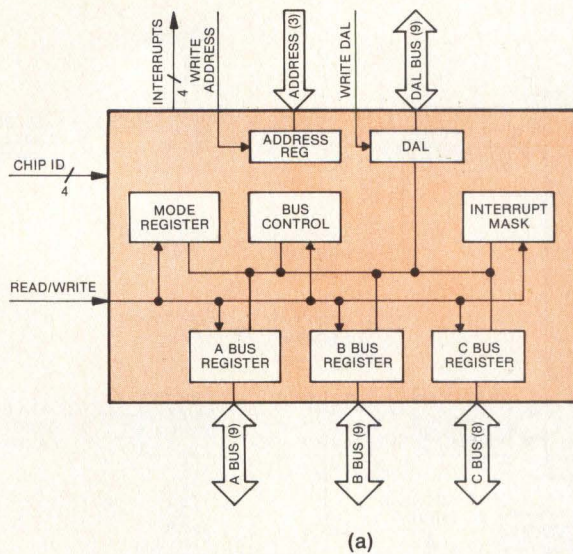 INTERRUPTS
4
WRITE
ADDRESS
ADDRESS (3)
WRITE DAL
DAL BUS (9)
ADDRESS
REG
DAL
CHIP ID
4
MODE
REGISTER
BUS
CONTROL
INTERRUPT
MASK
READ/WRITE
A BUS
REGISTER
B BUS
REGISTER
C BUS
REGISTER
A BUS (9)
B BUS (9)
C BUS (8)
(a)